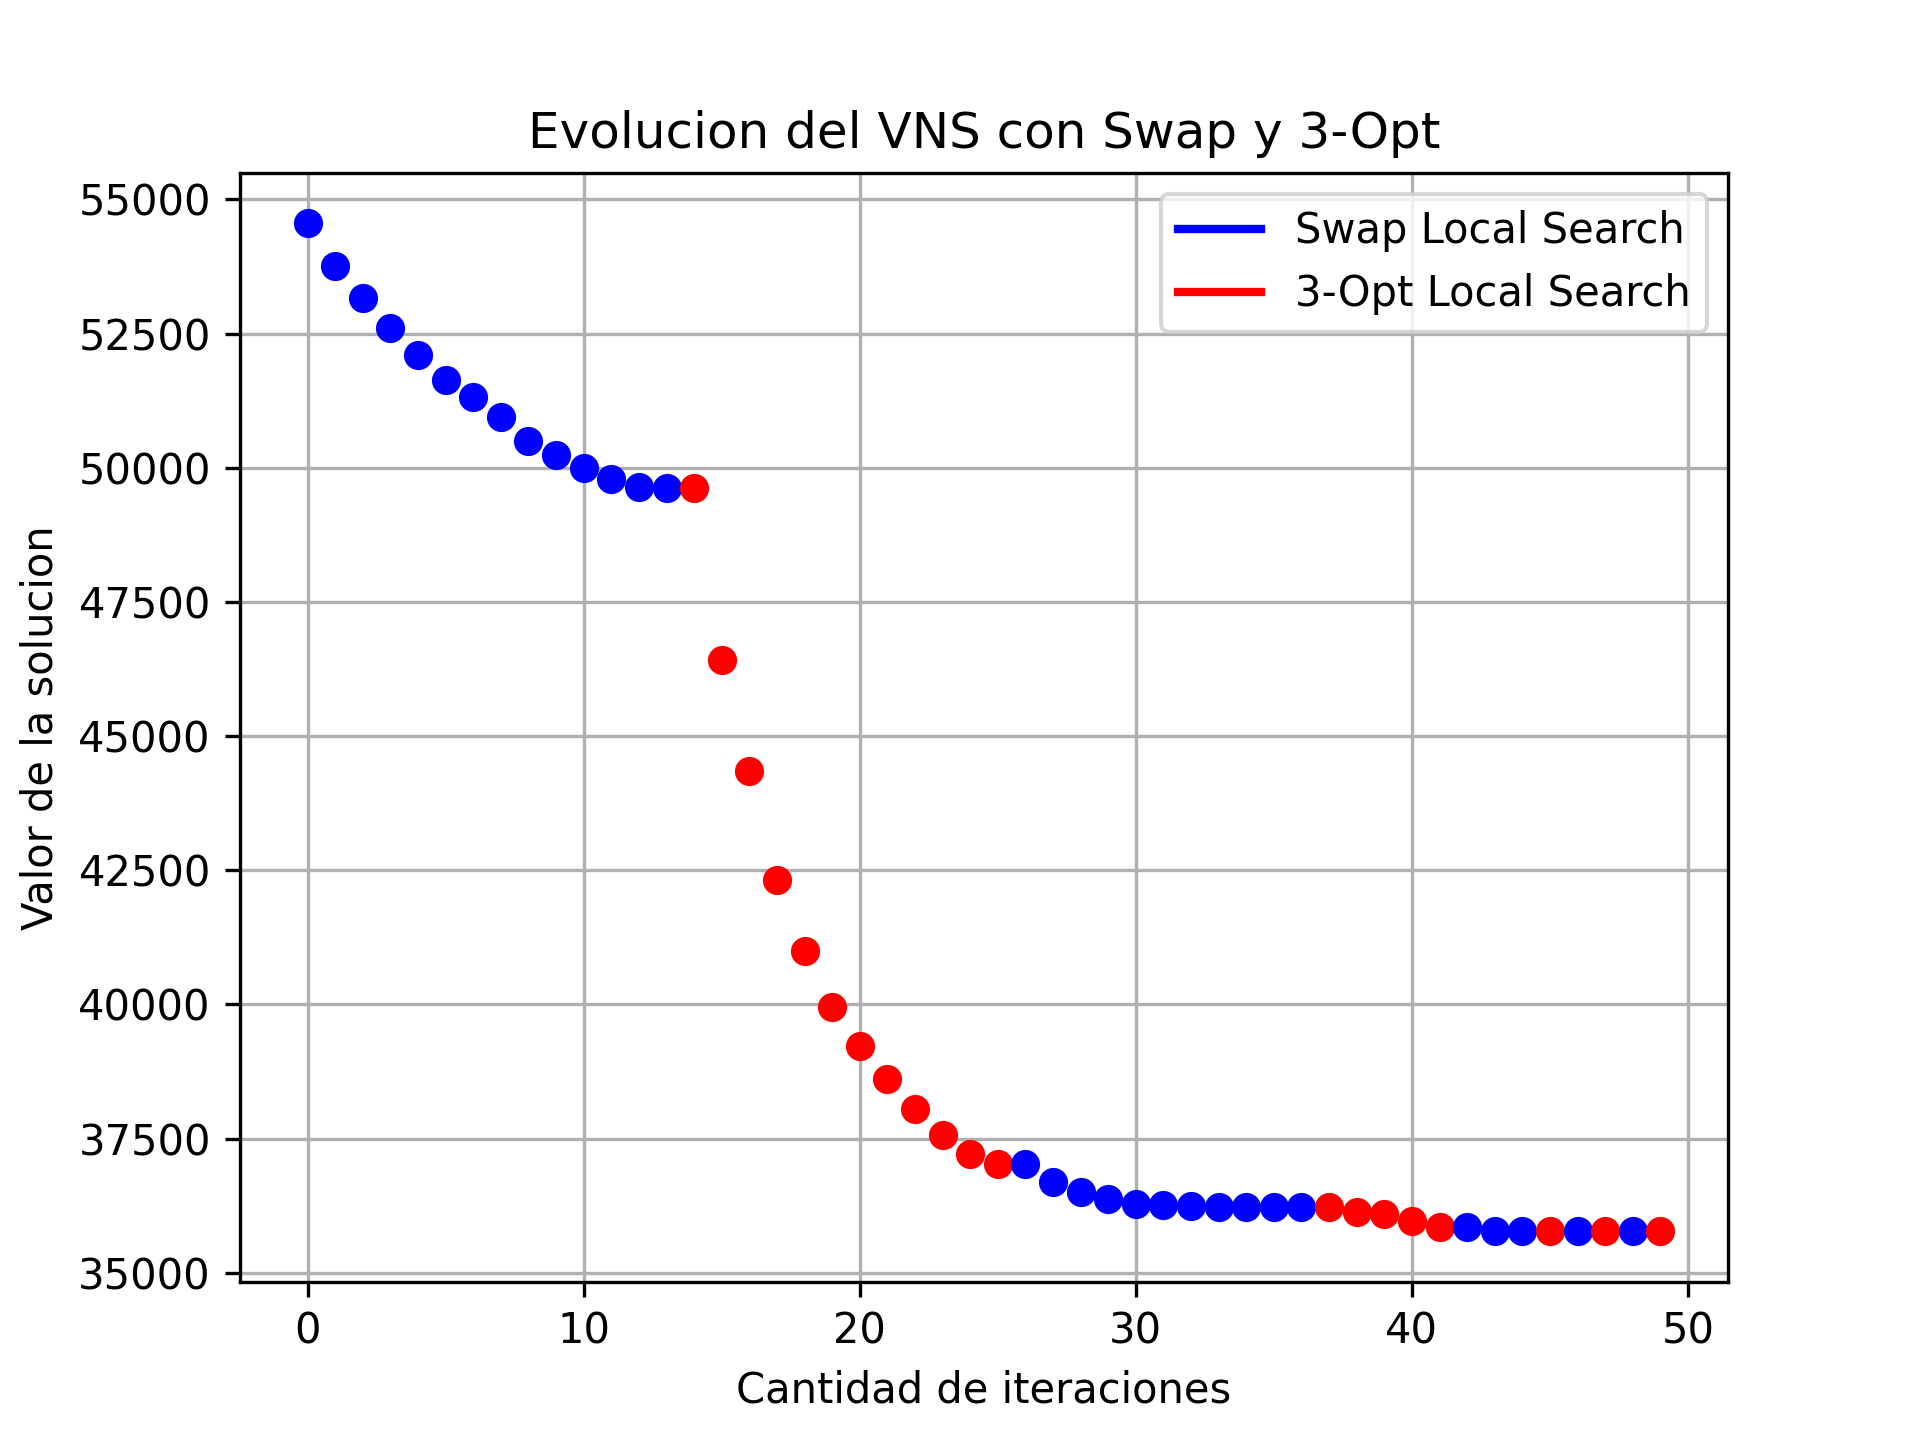 Evolucion del VNS con Swap y 3-Opt
Swap Local Search
3-Opt Local Search
Valor de la solucion
55000
52500
50000
47500
45000
42500
40000
37500
35000
0 10 20 30 40 50
Cantidad de iteraciones